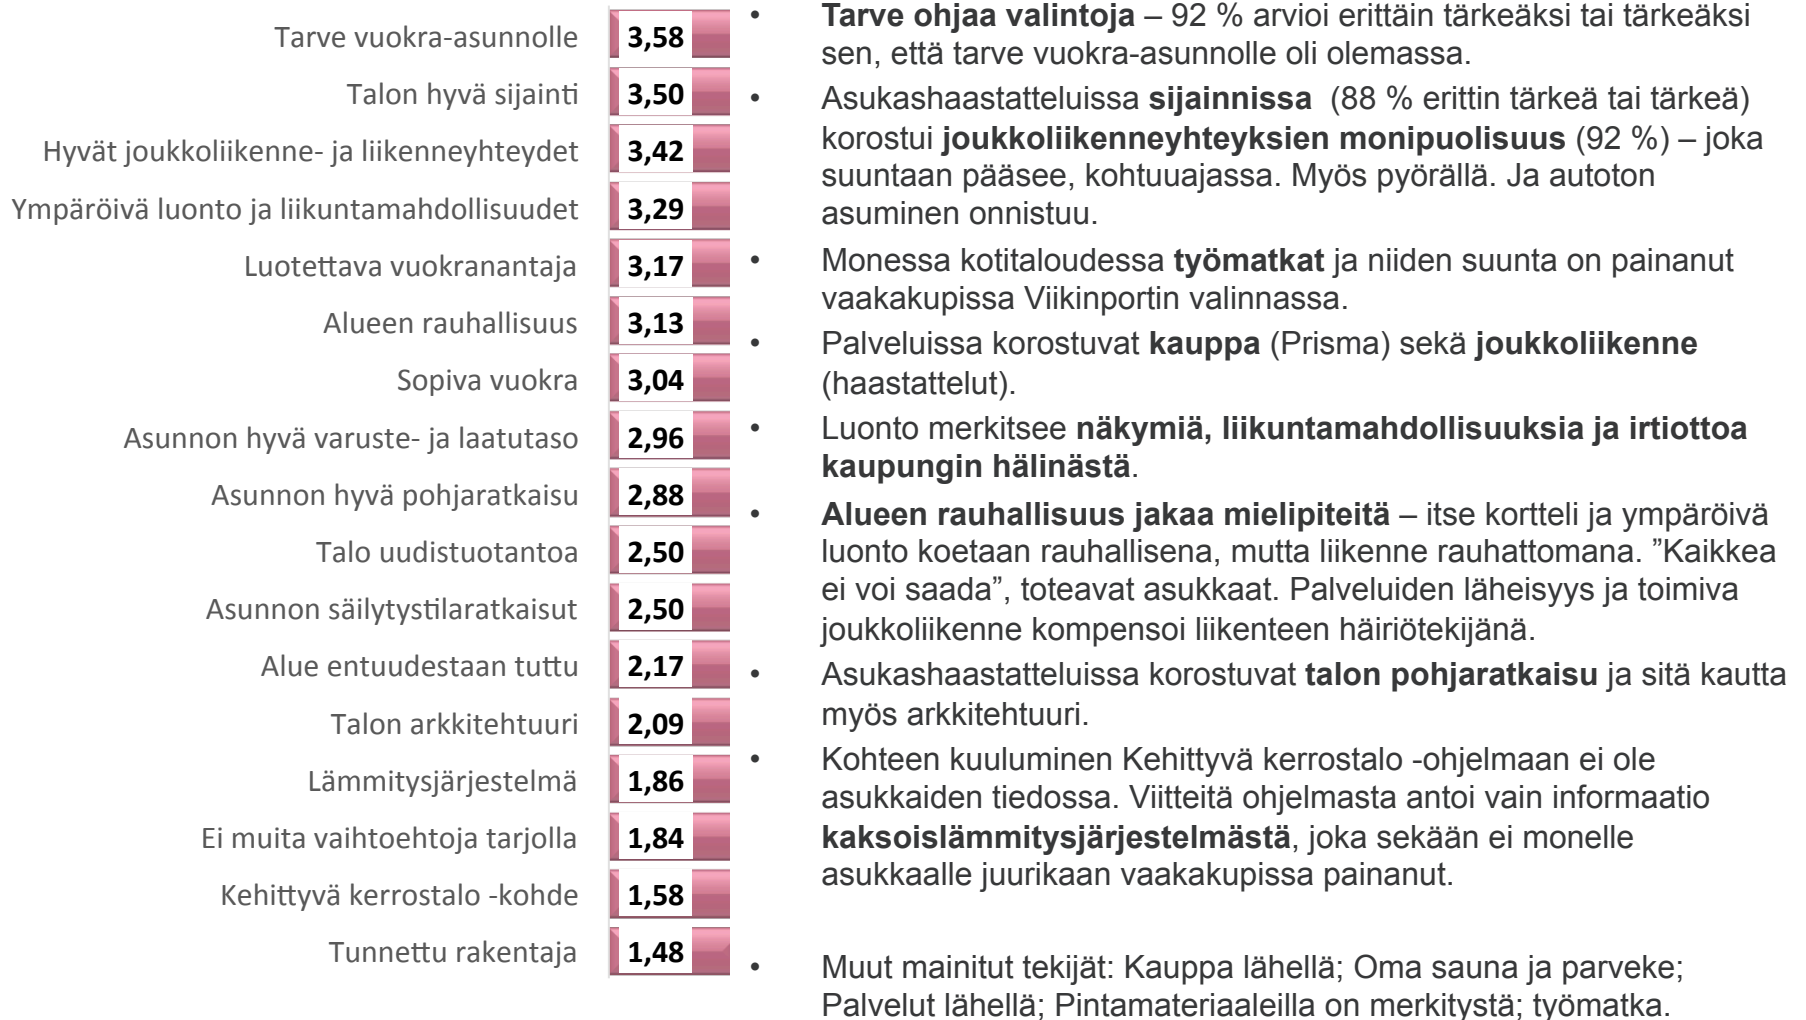 Tarve vuokra-asunnolle 3,58
Talon hyvä sijainti 3,50
Hyvät joukkoliikenne- ja liikenneyhteydet 3,42
Ympäröivä luonto ja liikuntamahdollisuudet 3,29
Luotettava vuokranantaja 3,17
Alueen rauhallisuus 3,13
Sopiva vuokra 3,04
Asunnon hyvä varuste- ja laatutaso 2,96
Asunnon hyvä pohjaratkaisu 2,88
Talo uudistuotantoa 2,50
Asunnon säilytystilaratkaisut 2,50
Alue entuudestaan tuttu 2,17
Talon arkkitehtuuri 2,09
Lämmitysjärjestelmä 1,86
Ei muita vaihtoehtoja tarjolla 1,84
Kehittyvä kerrostalo -kohde 1,58
Tunnettu rakentaja 1,48
• Tarve ohjaa valintoja – 92 % arvioi erittäin tärkeäksi tai tärkeäksi
sen, että tarve vuokra-asunnolle oli olemassa.
• Asukashaastatteluissa sijainnissa (88 % erittin tärkeä tai tärkeä)
korostui joukkoliikenneyhteyksien monipuolisuus (92 %) – joka
suuntaan pääsee, kohtuuajassa. Myös pyörällä. Ja autoton
asuminen onnistuu.
• Monessa kotitaloudessa työmatkat ja niiden suunta on painanut
vaakakupissa Viikinportin valinnassa.
• Palveluissa korostuvat kauppa (Prisma) sekä joukkoliikenne
(haastattelut).
• Luonto merkitsee näkymiä, liikuntamahdollisuuksia ja irtiottoa
kaupungin hälinästä.
• Alueen rauhallisuus jakaa mielipiteitä – itse kortteli ja ympäröivä
luonto koetaan rauhallisena, mutta liikenne rauhattomana. ”Kaikkea
ei voi saada”, toteavat asukkaat. Palveluiden läheisyys ja toimiva
joukkoliikenne kompensoi liikenteen häiriötekijänä.
• Asukashaastatteluissa korostuvat talon pohjaratkaisu ja sitä kautta
myös arkkitehtuuri.
• Kohteen kuuluminen Kehittyvä kerrostalo -ohjelmaan ei ole
asukkaiden tiedossa. Viitteitä ohjelmasta antoi vain informaatio
kaksoislämmitysjärjestelmästä, joka sekään ei monelle
asukkaalle juurikaan vaakakupissa painanut.
• Muut mainitut tekijät: Kauppa lähellä; Oma sauna ja parveke;
Palvelut lähellä; Pintamateriaaleilla on merkitystä; työmatka.